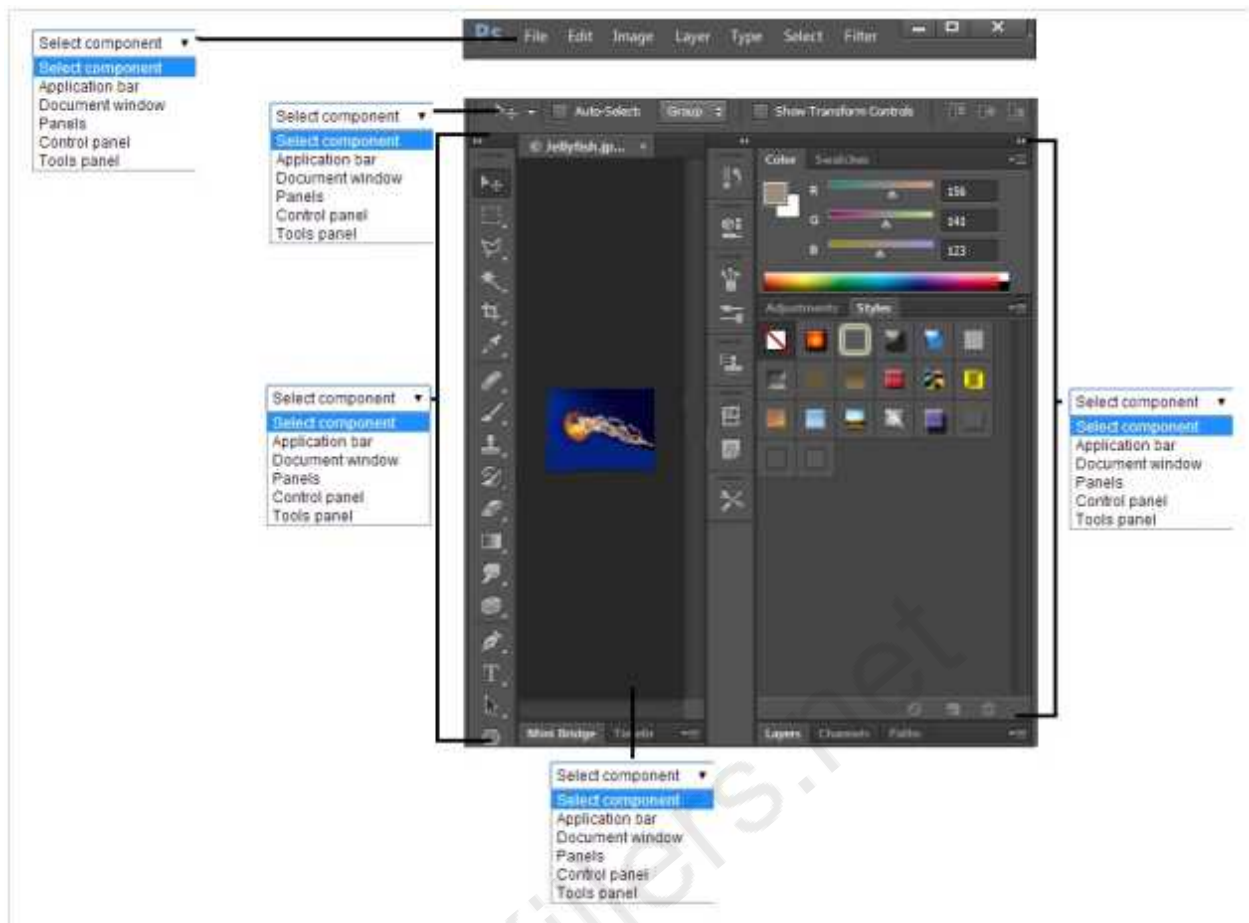 Ps File Edit Image Layer Type Select Filter
Select component
Select component
Application bar
Document window
Panels
Control panel
Tools panel
Auto-Select: Group Show Transform Controls
Select component
Select component
Application bar
Document window
Panels
Control panel
Tools panel
© Jellyfish.jp... ×
Color Swatches
R 156
G 141
B 123
Adjustments Styles
Select component
Select component
Application bar
Document window
Panels
Control panel
Tools panel
Select component
Select component
Application bar
Document window
Panels
Control panel
Tools panel
Mini Bridge
Layers Channels Paths
Select component
Select component
Application bar
Document window
Panels
Control panel
Tools panel